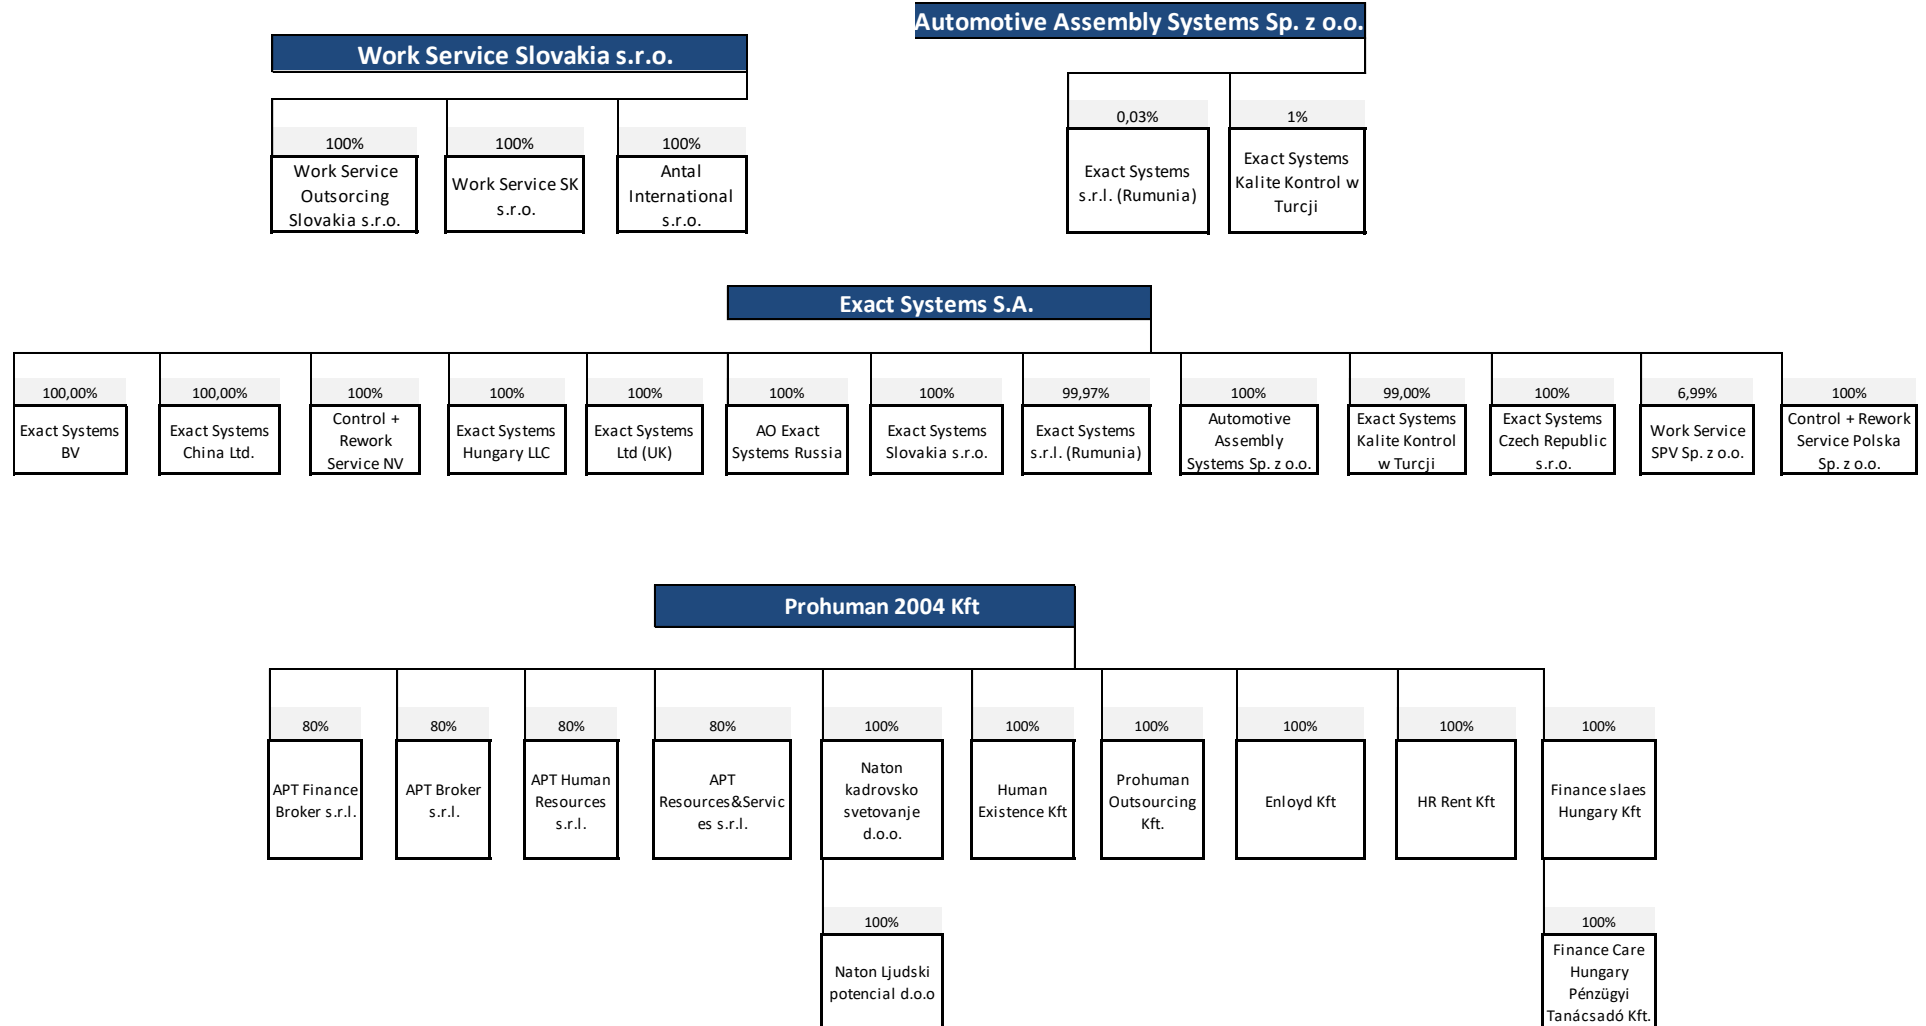 Automotive Assembly Systems Sp. z o.o.
Work Service Slovakia s.r.o.
0,03%
1%
100%
100%
100%
Work Service
Outsorcing
Slovakia s.r.o.
Work Service SK
s.r.o.
Antal
International
s.r.o.
Exact Systems
s.r.l. (Rumunia)
Exact Systems
Kalite Kontrol w
Turcji
Exact Systems S.A.
100,00%
100,00%
100%
100%
100%
100%
100%
99,97%
100%
99,00%
100%
6,99%
100%
Exact Systems
BV
Exact Systems
China Ltd.
Control +
Rework
Service NV
Exact Systems
Hungary LLC
Exact Systems
Ltd (UK)
AO Exact
Systems Russia
Exact Systems
Slovakia s.r.o.
Exact Systems
s.r.l. (Rumunia)
Automotive
Assembly
Systems Sp. z o.o.
Exact Systems
Kalite Kontrol
w Turcji
Exact Systems
Czech Republic
s.r.o.
Work Service
SPV Sp. z o.o.
Control + Rework
Service Polska
Sp. z o.o.
Prohuman 2004 Kft
80%
80%
80%
80%
100%
100%
100%
100%
100%
100%
APT Finance
Broker s.r.l.
APT Broker
s.r.l.
APT Human
Resources
s.r.l.
APT
Resources&Servic
es s.r.l.
Naton
kadrovsko
svetovanje
d.o.o.
Human
Existence Kft
Prohuman
Outsourcing
Kft.
Enloyd Kft
HR Rent Kft
Finance slaes
Hungary Kft
100%
100%
Naton Ljudski
potencial d.o.o
Finance Care
Hungary
Pénzügyi
Tanácsadó Kft.